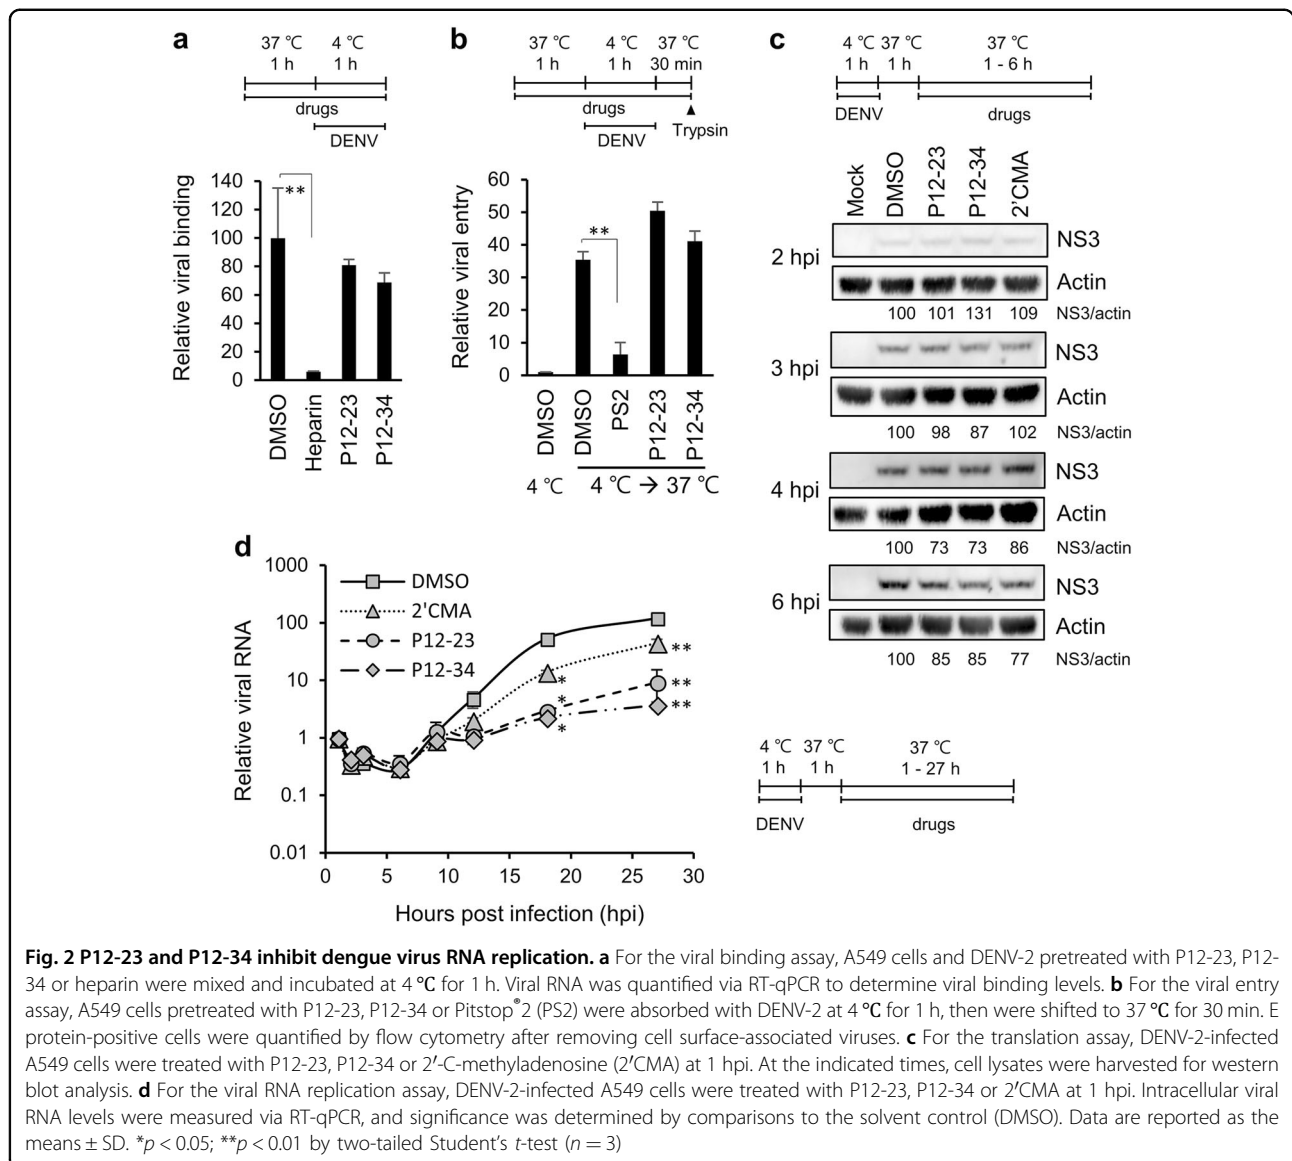 a
37 °C 4 °C
1 h 1 h
drugs
DENV
Relative viral binding
140
120
100
80
60
40
20
0
**
DMSO
Heparin
P12-23
P12-34
b
37 °C 4 °C 37 °C
1 h 1 h 30 min
drugs
DENV
Trypsin
Relative viral entry
60
50
40
30
20
10
0
**
DMSO
DMSO
PS2
P12-23
P12-34
4 °C 4 °C → 37 °C
c
4 °C 37 °C 37 °C
1 h 1 h 1 - 6 h
DENV drugs
Mock
DMSO
P12-23
P12-34
2'CMA
2 hpi
NS3
Actin
100 101 131 109 NS3/actin
3 hpi
NS3
Actin
100 98 87 102 NS3/actin
4 hpi
NS3
Actin
100 73 73 86 NS3/actin
6 hpi
NS3
Actin
100 85 85 77 NS3/actin
d
Relative viral RNA
1000
100
10
1
0.1
0.01
DMSO
2'CMA
P12-23
P12-34
*
*
*
**
**
**
0 5 10 15 20 25 30
Hours post infection (hpi)
4 °C 37 °C 37 °C
1 h 1 h 1 - 27 h
DENV drugs
Fig. 2 P12-23 and P12-34 inhibit dengue virus RNA replication. a For the viral binding assay, A549 cells and DENV-2 pretreated with P12-23, P12-
34 or heparin were mixed and incubated at 4 °C for 1 h. Viral RNA was quantified via RT-qPCR to determine viral binding levels. b For the viral entry
assay, A549 cells pretreated with P12-23, P12-34 or Pitstop®2 (PS2) were absorbed with DENV-2 at 4 °C for 1 h, then were shifted to 37 °C for 30 min. E
protein-positive cells were quantified by flow cytometry after removing cell surface-associated viruses. c For the translation assay, DENV-2-infected
A549 cells were treated with P12-23, P12-34 or 2′-C-methyladenosine (2′CMA) at 1 hpi. At the indicated times, cell lysates were harvested for western
blot analysis. d For the viral RNA replication assay, DENV-2-infected A549 cells were treated with P12-23, P12-34 or 2′CMA at 1 hpi. Intracellular viral
RNA levels were measured via RT-qPCR, and significance was determined by comparisons to the solvent control (DMSO). Data are reported as the
means ± SD. *p < 0.05; **p < 0.01 by two-tailed Student's t-test (n = 3)